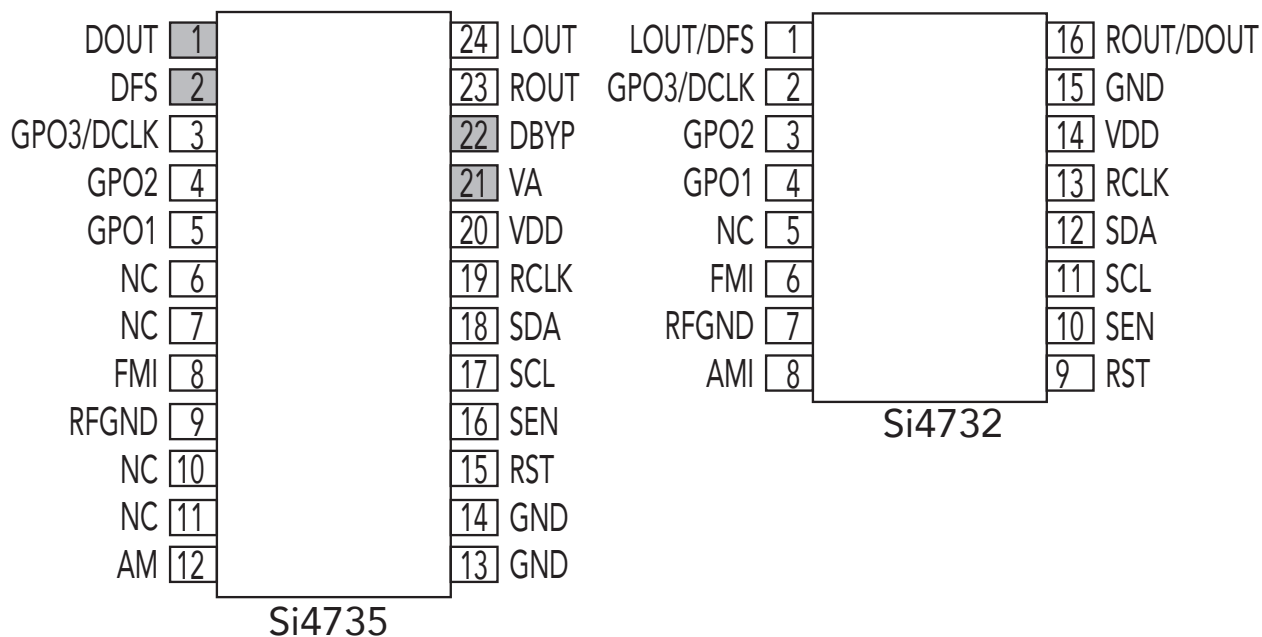 DOUT 1 24 LOUT
DFS 2 23 ROUT
GPO3/DCLK 3 22 DBYP
GPO2 4 21 VA
GPO1 5 20 VDD
NC 6 19 RCLK
NC 7 18 SDA
FMI 8 17 SCL
RFGND 9 16 SEN
NC 10 15 RST
NC 11 14 GND
AM 12 13 GND
Si4735
LOUT/DFS 1 16 ROUT/DOUT
GPO3/DCLK 2 15 GND
GPO2 3 14 VDD
GPO1 4 13 RCLK
NC 5 12 SDA
FMI 6 11 SCL
RFGND 7 10 SEN
AMI 8 9 RST
Si4732